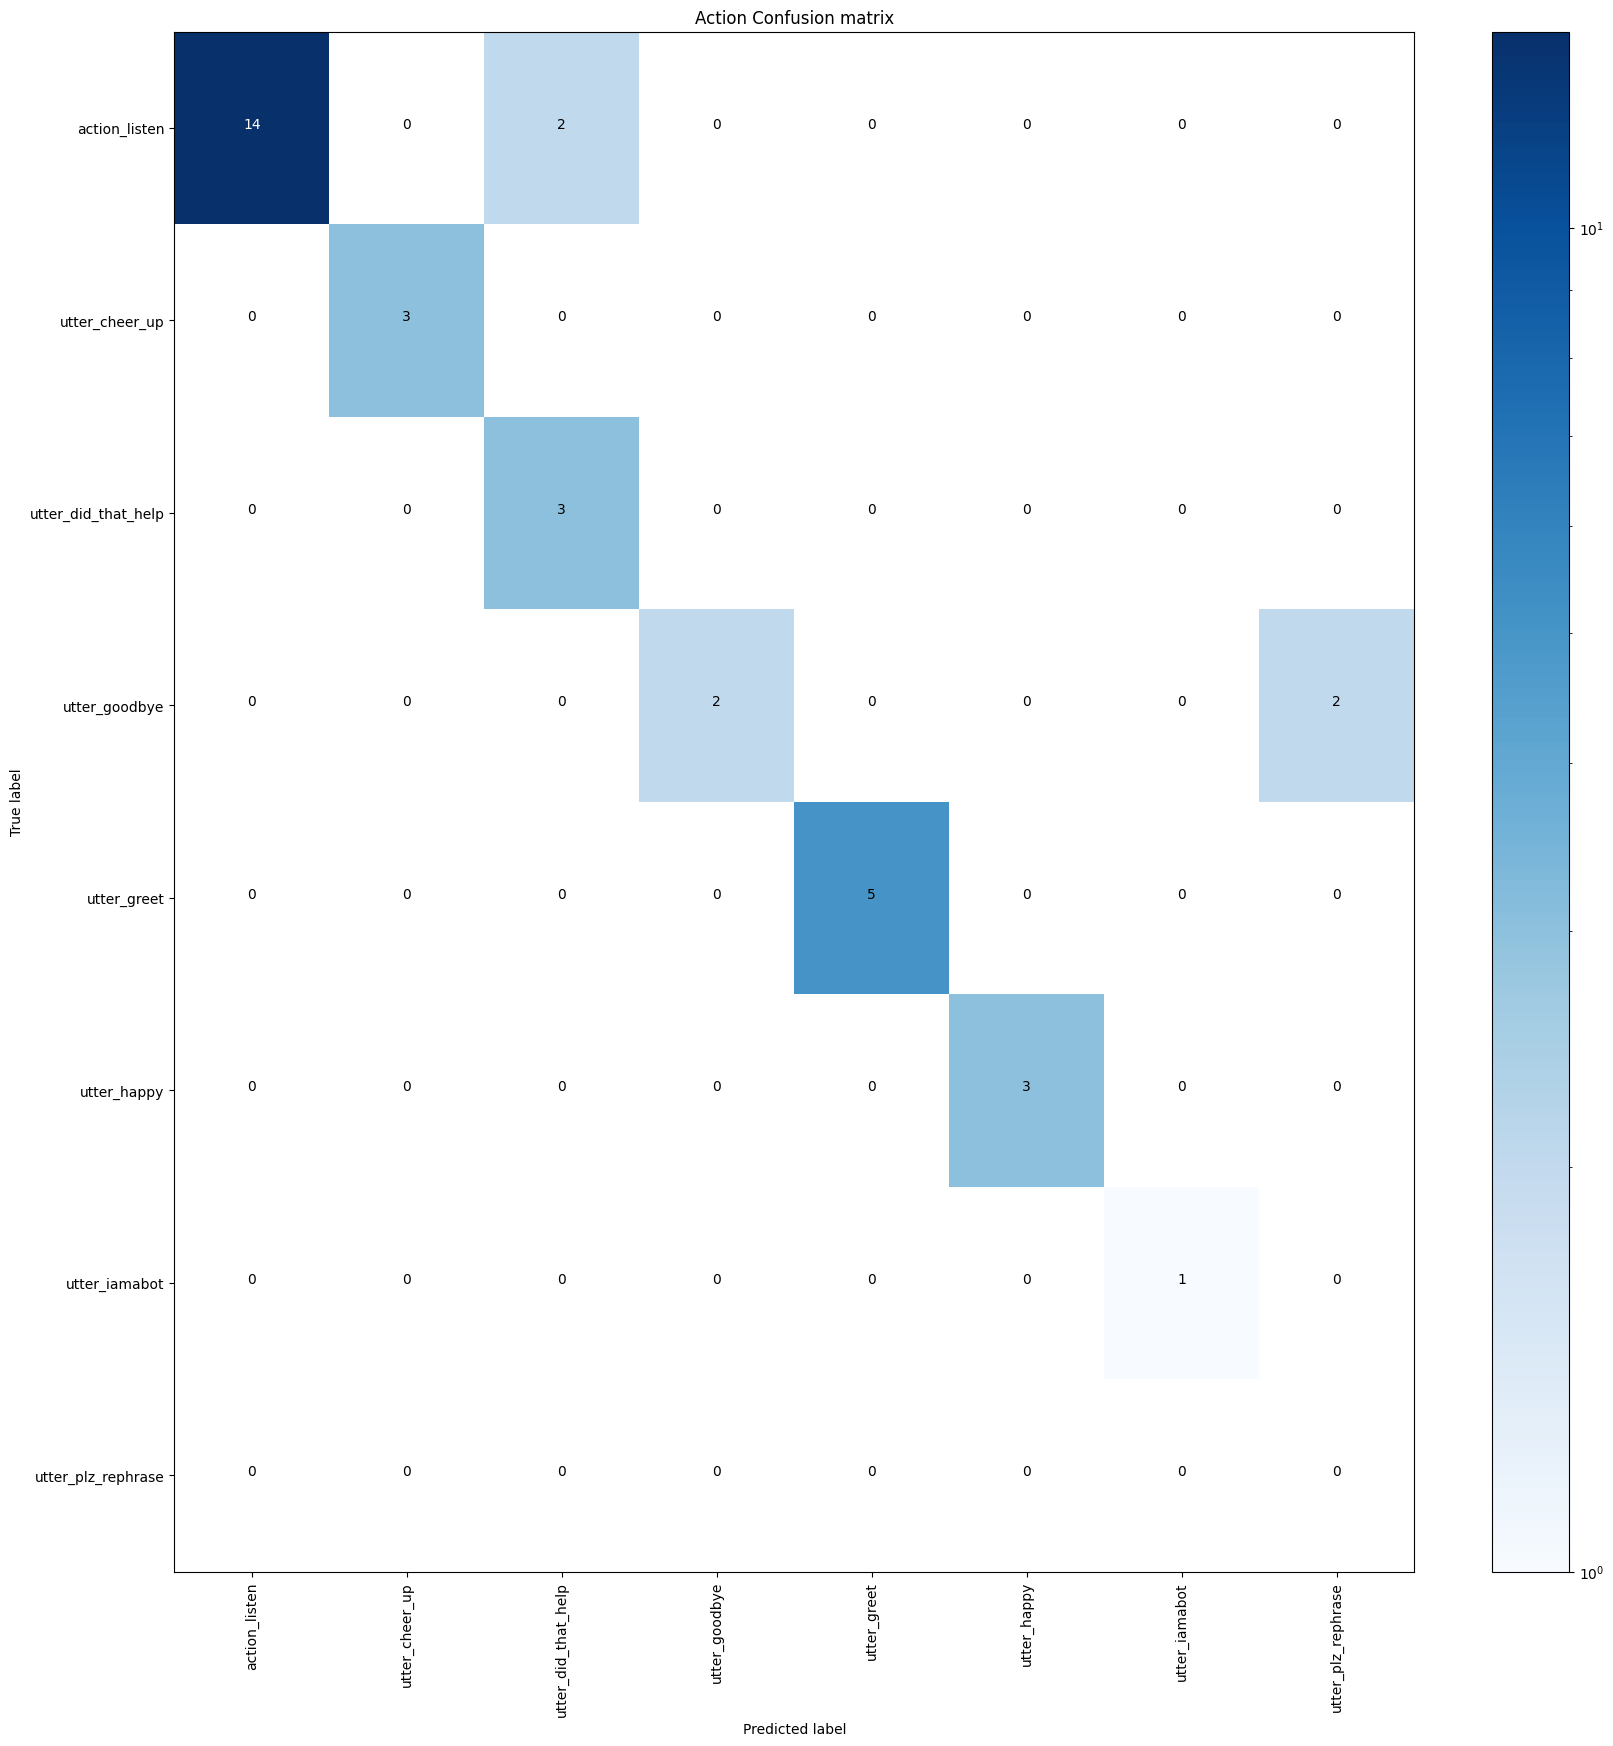 Action Confusion matrix
action_listen 14 0 2 0 0 0 0 0
utter_cheer_up 0 3 0 0 0 0 0 0
utter_did_that_help 0 0 3 0 0 0 0 0
utter_goodbye 0 0 0 2 0 0 0 2
utter_greet 0 0 0 0 5 0 0 0
utter_happy 0 0 0 0 0 3 0 0
utter_iamabot 0 0 0 0 0 0 1 0
utter_plz_rephrase 0 0 0 0 0 0 0 0
True label
action_listen
utter_cheer_up
utter_did_that_help
utter_goodbye
utter_greet
utter_happy
utter_iamabot
utter_plz_rephrase
Predicted label
10¹
10⁰